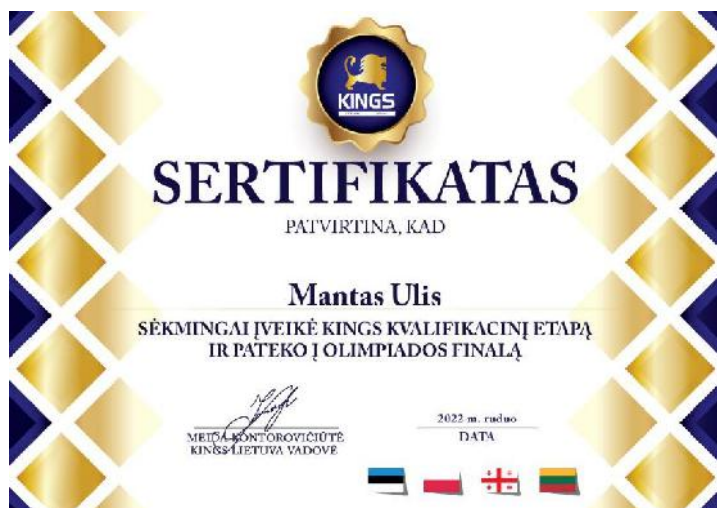 KINGS
SERTIFIKATAS
PATVIRTINA, KAD
Mantas Ulis
SĖKMINGAI ĮVEIKĖ KINGS KVALIFIKACINĮ ETAPĄ
IR PATEKO Į OLIMPIADOS FINALĄ
MEIDA KONTOROVIČIŪTĖ
KINGS LIETUVA VADOVĖ
2022 m. ruduo
DATA